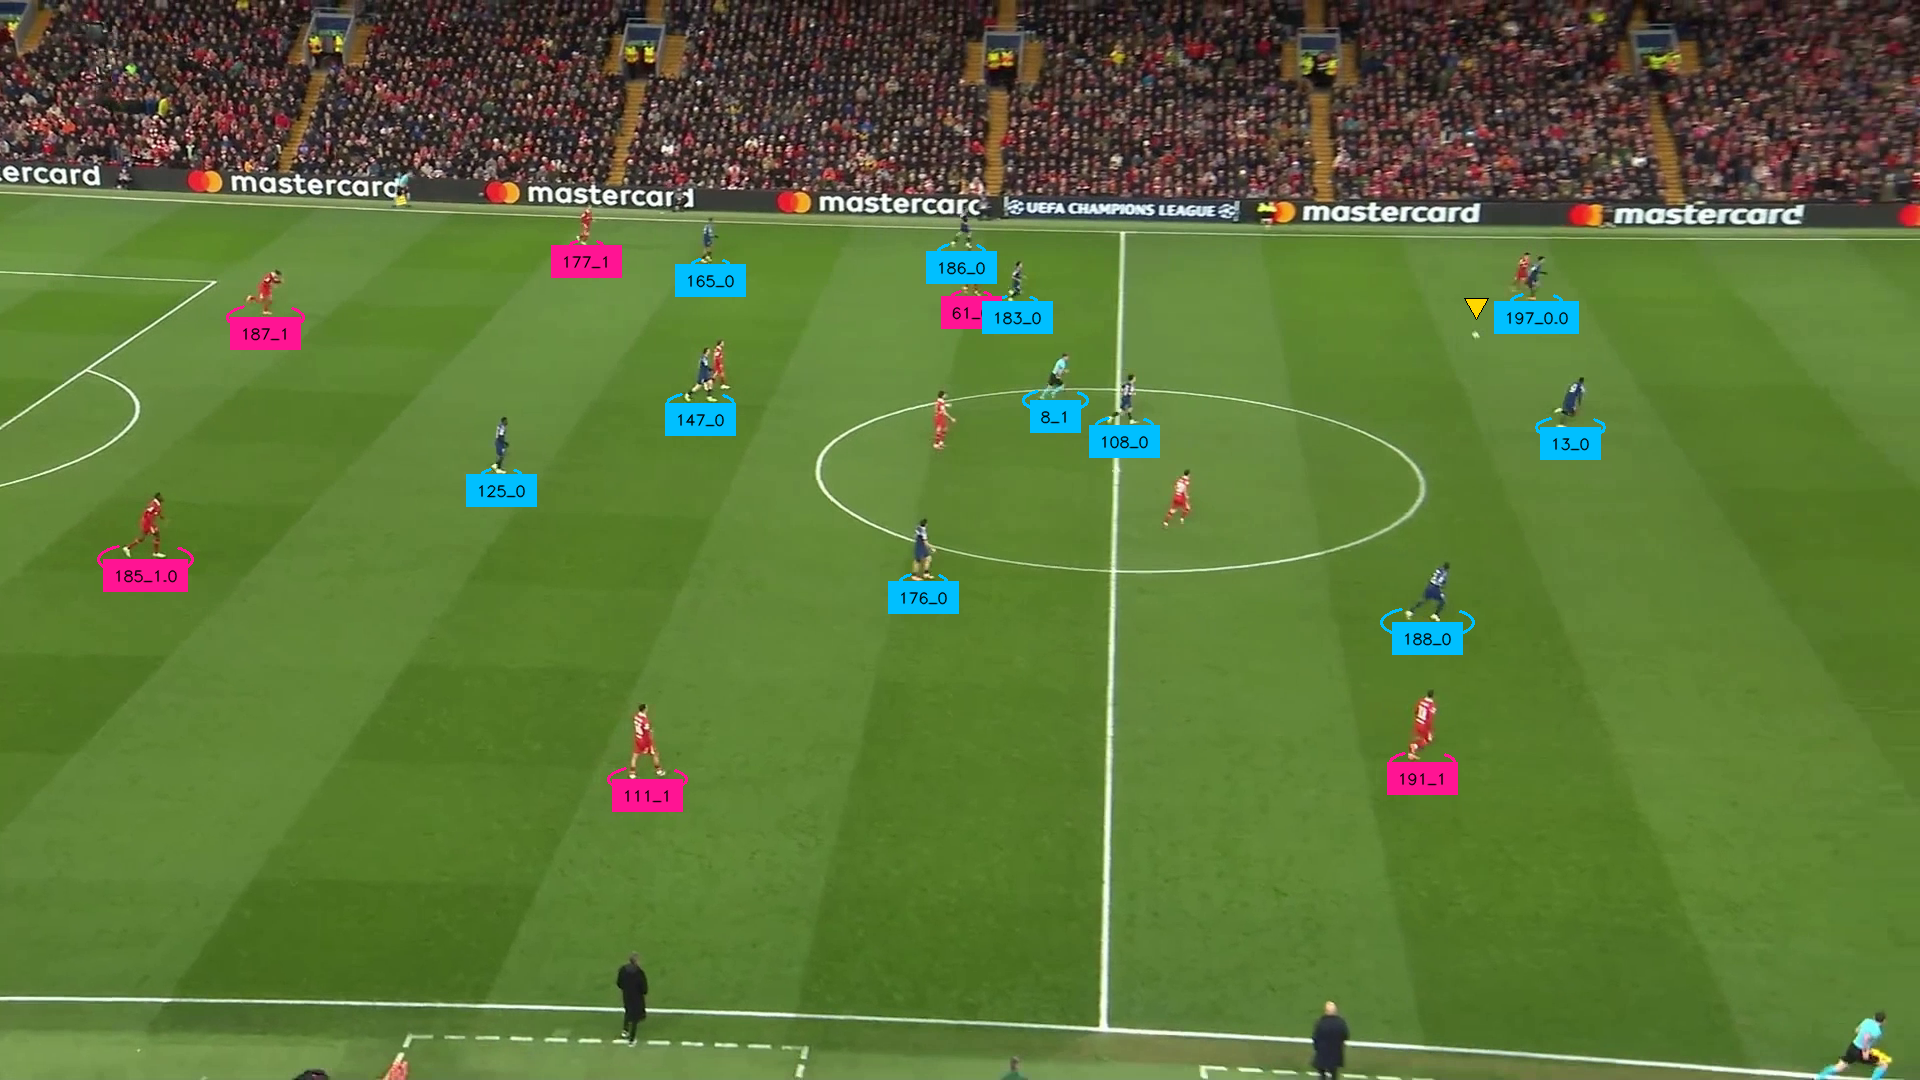 ercard
mastercard
mastercard
mastercard
UEFA CHAMPIONS LEAGUE
mastercard
mastercard
177_1
165_0
186_0
187_1
61_
183_0
197_0.0
147_0
8_1
108_0
13_0
125_0
185_1.0
176_0
188_0
191_1
111_1